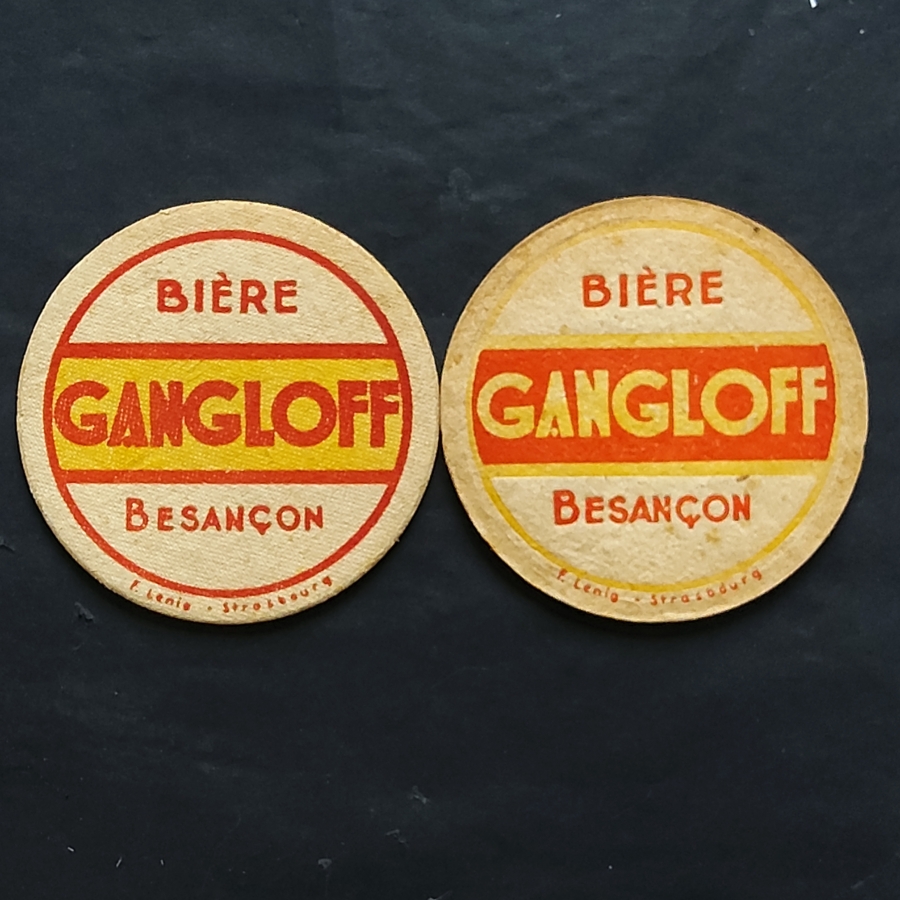 BIÈRE
GANGLOFF
BESANÇON
F. Lenig - Strasbourg
BIÈRE
GANGLOFF
BESANÇON
F. Lenig - Strasbourg